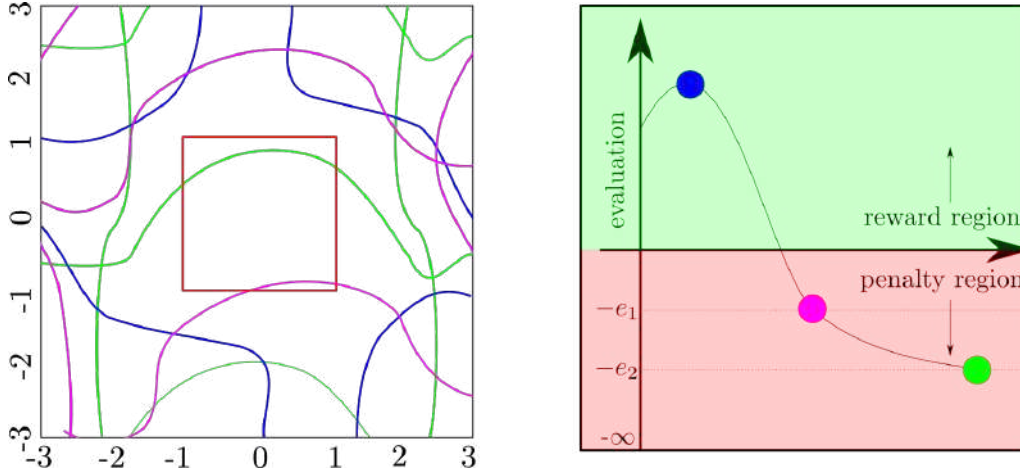 3
2
1
0
-1
-2
-3
-3 -2 -1 0 1 2 3
evaluation
reward region
penalty region
−e₁
−e₂
-∞